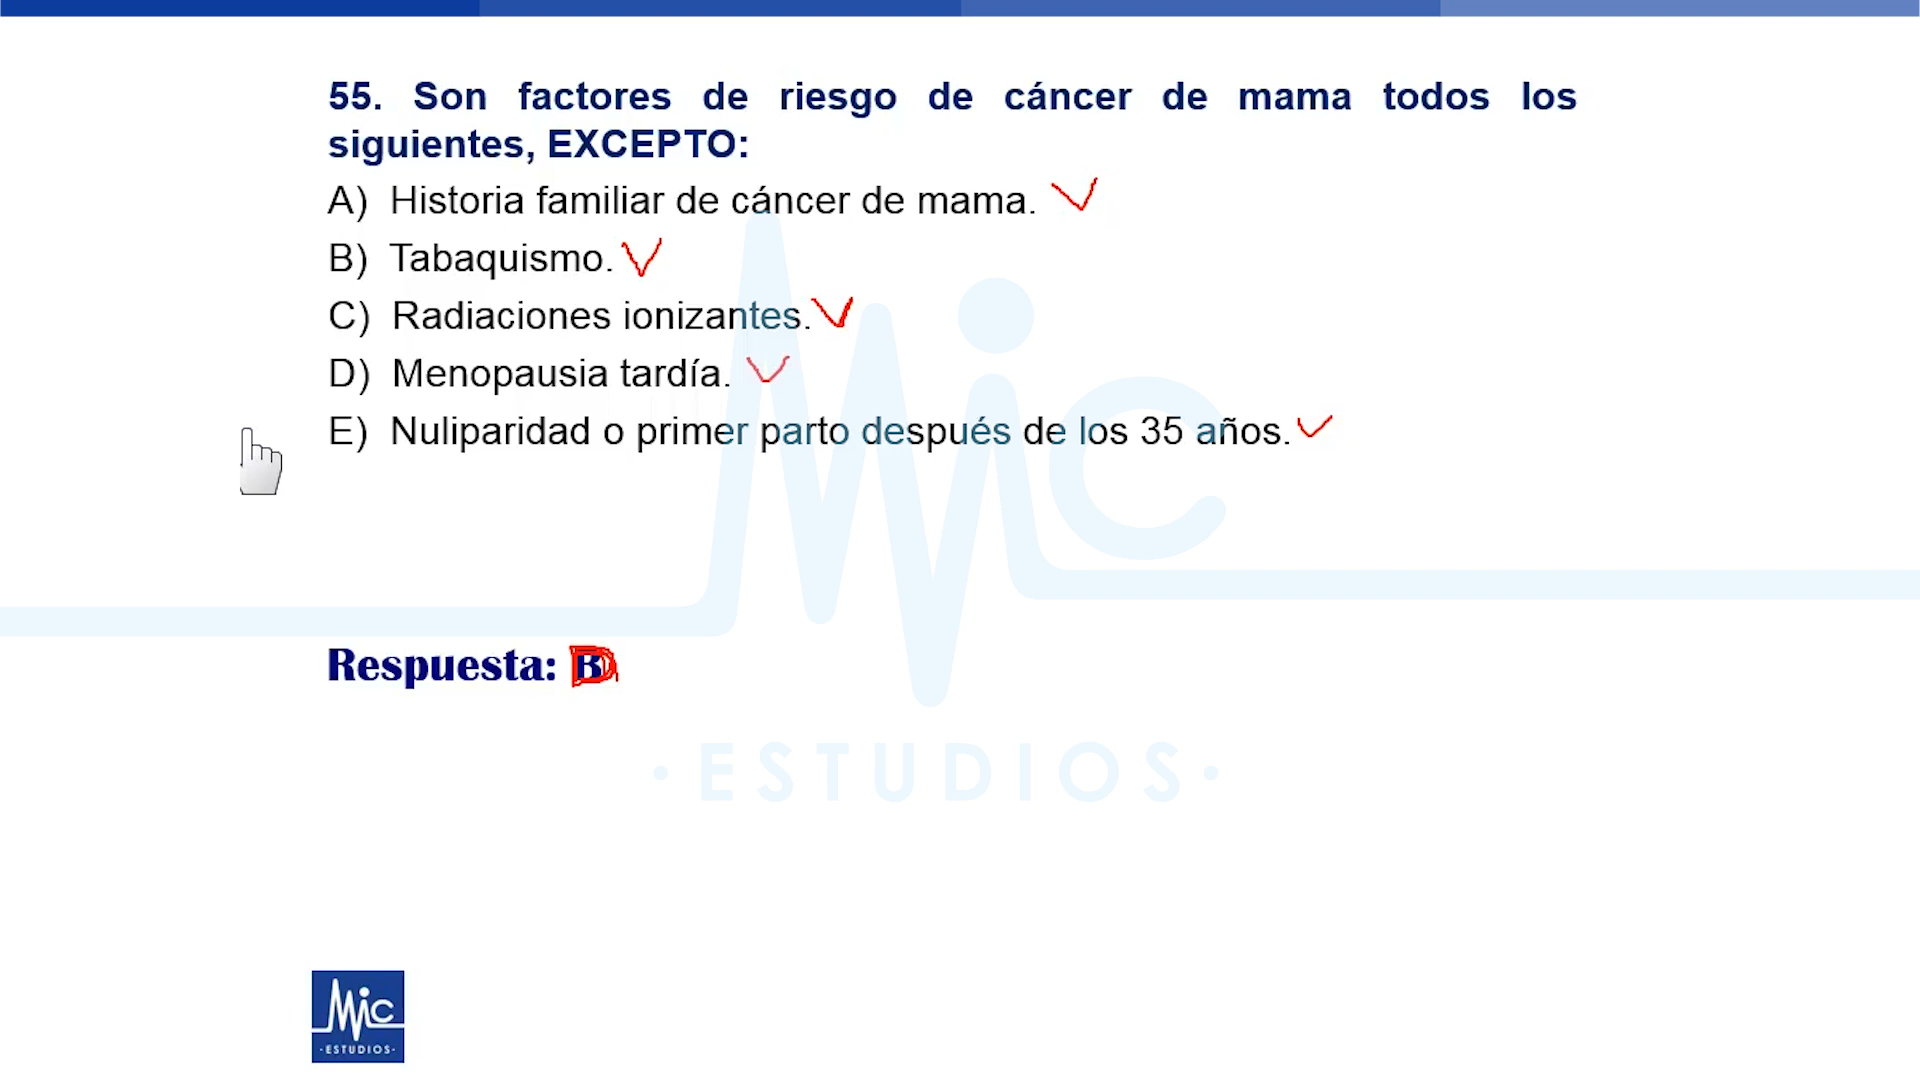 55. Son factores de riesgo de cáncer de mama todos los
siguientes, EXCEPTO:
A) Historia familiar de cáncer de mama.
B) Tabaquismo.
C) Radiaciones ionizantes.
D) Menopausia tardía.
E) Nuliparidad o primer parto después de los 35 años.
Mic
Respuesta: B
· ESTUDIOS ·
Mic
·ESTUDIOS·